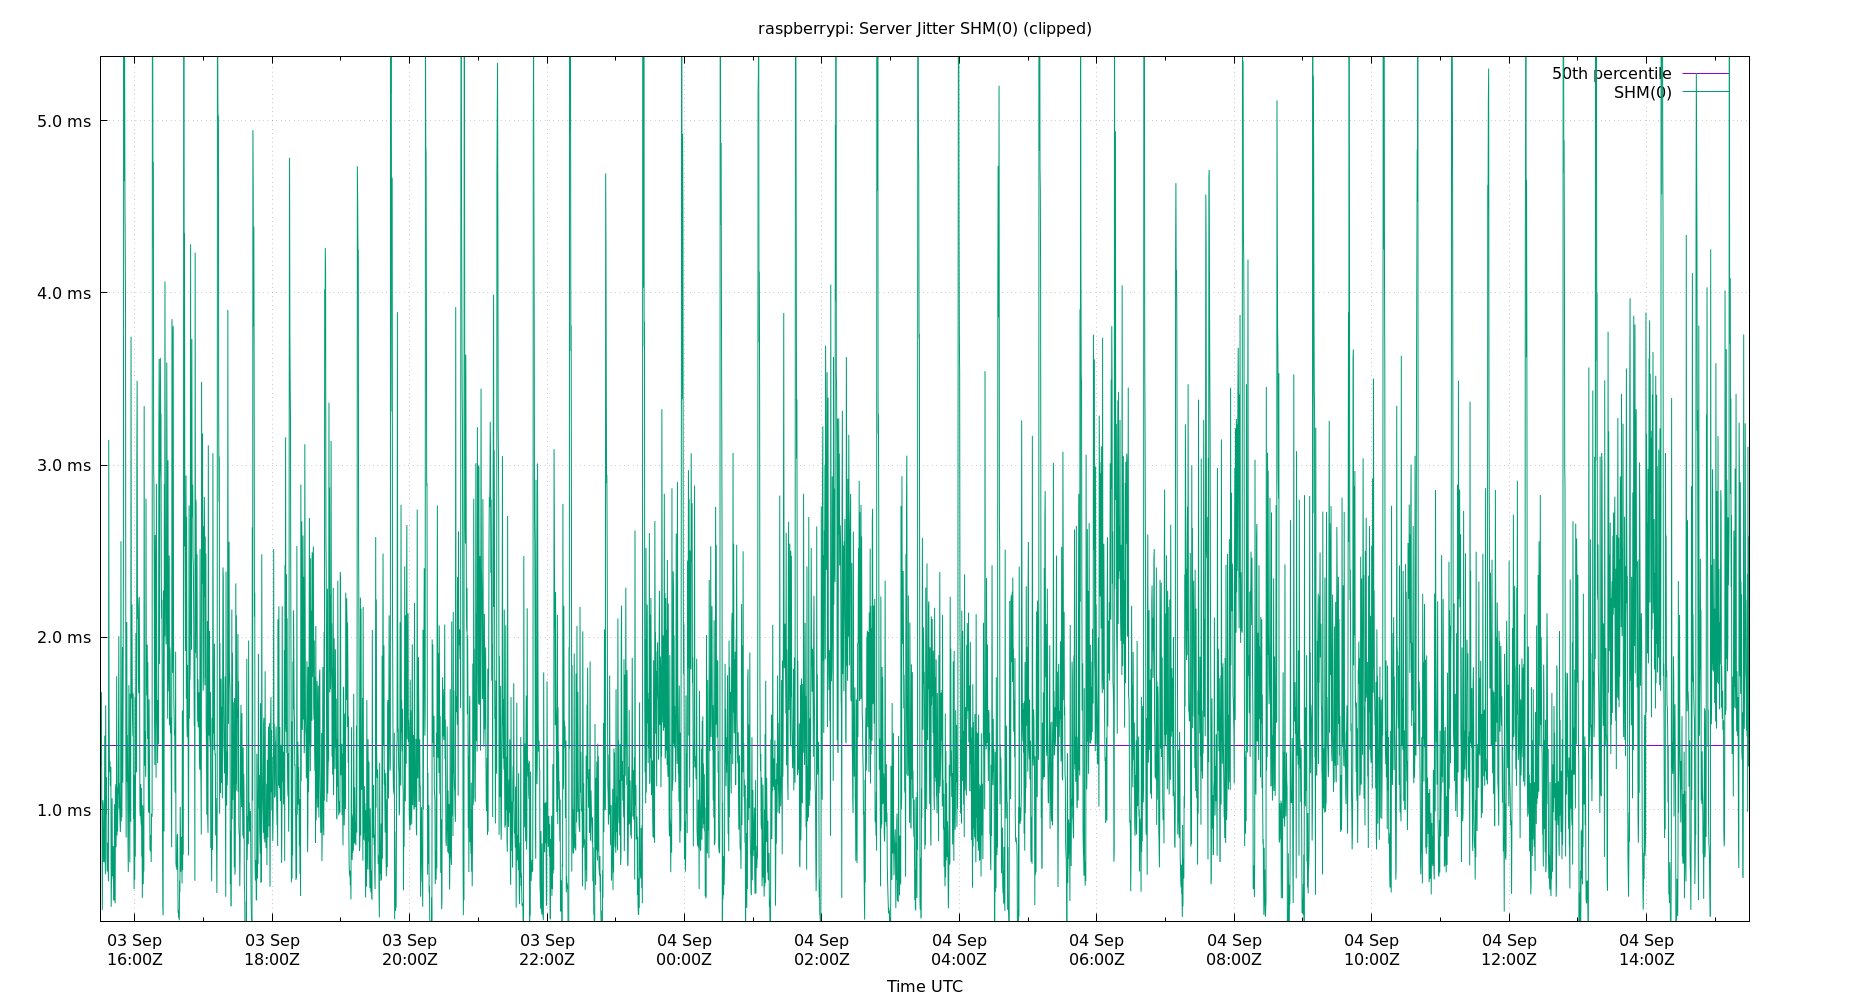 raspberrypi: Server Jitter SHM(0) (clipped)
50th percentile
SHM(0)
5.0 ms
4.0 ms
3.0 ms
2.0 ms
1.0 ms
03 Sep 03 Sep 03 Sep 03 Sep 04 Sep 04 Sep 04 Sep 04 Sep 04 Sep 04 Sep 04 Sep 04 Sep
16:00Z 18:00Z 20:00Z 22:00Z 00:00Z 02:00Z 04:00Z 06:00Z 08:00Z 10:00Z 12:00Z 14:00Z
Time UTC